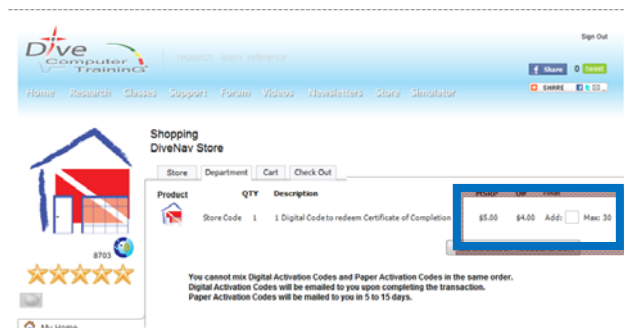 Sign Out
Dive
Computer
TraininG
research learn reference
Share 0 tweet
SHARE
Home Research Classes Support Forum Videos Newsletters Store Simulator
Shopping
DiveNav Store
Store Department Cart Check Out
Product QTY Description
Store Code 1 1 Digital Code to redeem Certificate of Completion $5.00 $4.00 Add: Max: 30
8703
You cannot mix Digital Activation Codes and Paper Activation Codes in the same order.
Digital Activation Codes will be emailed to you upon completing the transaction.
Paper Activation Codes will be mailed to you in 5 to 15 days.
My Home